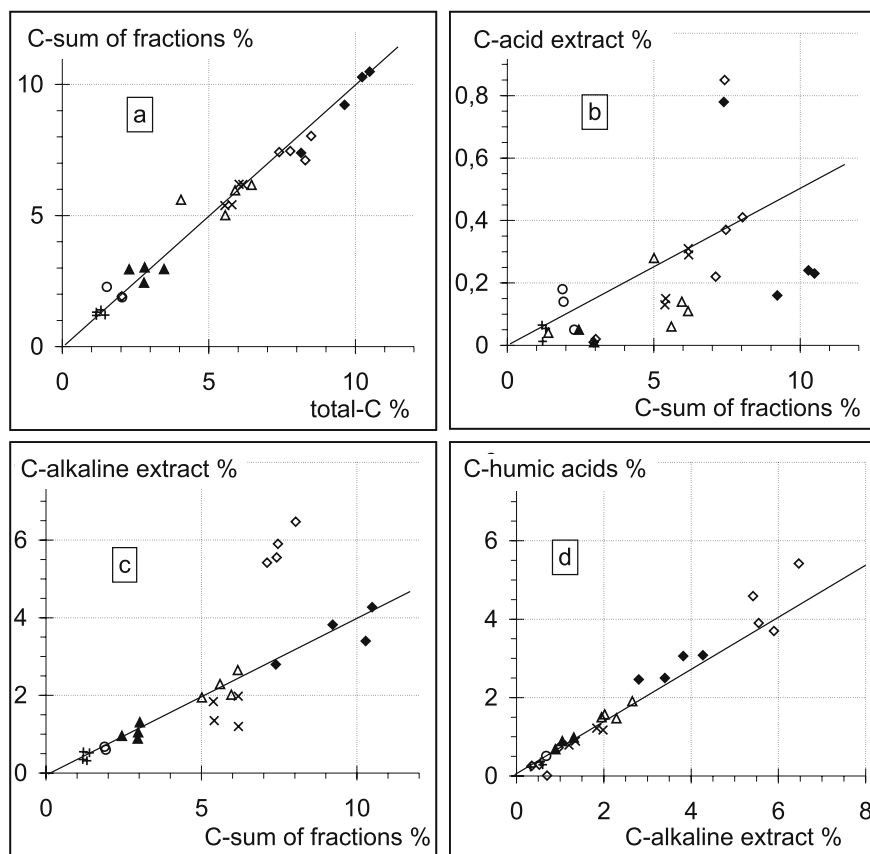 C-sum of fractions %
10
a
5
0
0
5
10
total-C %
C-acid extract %
0,8
b
0,6
0,4
0,2
0
0
5
10
C-sum of fractions %
C-alkaline extract %
6
c
4
2
0
0
5
10
C-sum of fractions %
C-humic acids %
6
d
4
2
0
0
2
4
6
8
C-alkaline extract %